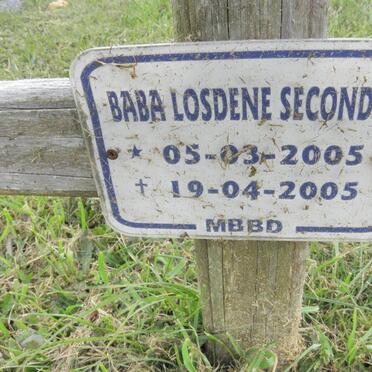 BABA LOSDENE SECOND
★ 05-03-2005
† 19-04-2005
MBBD